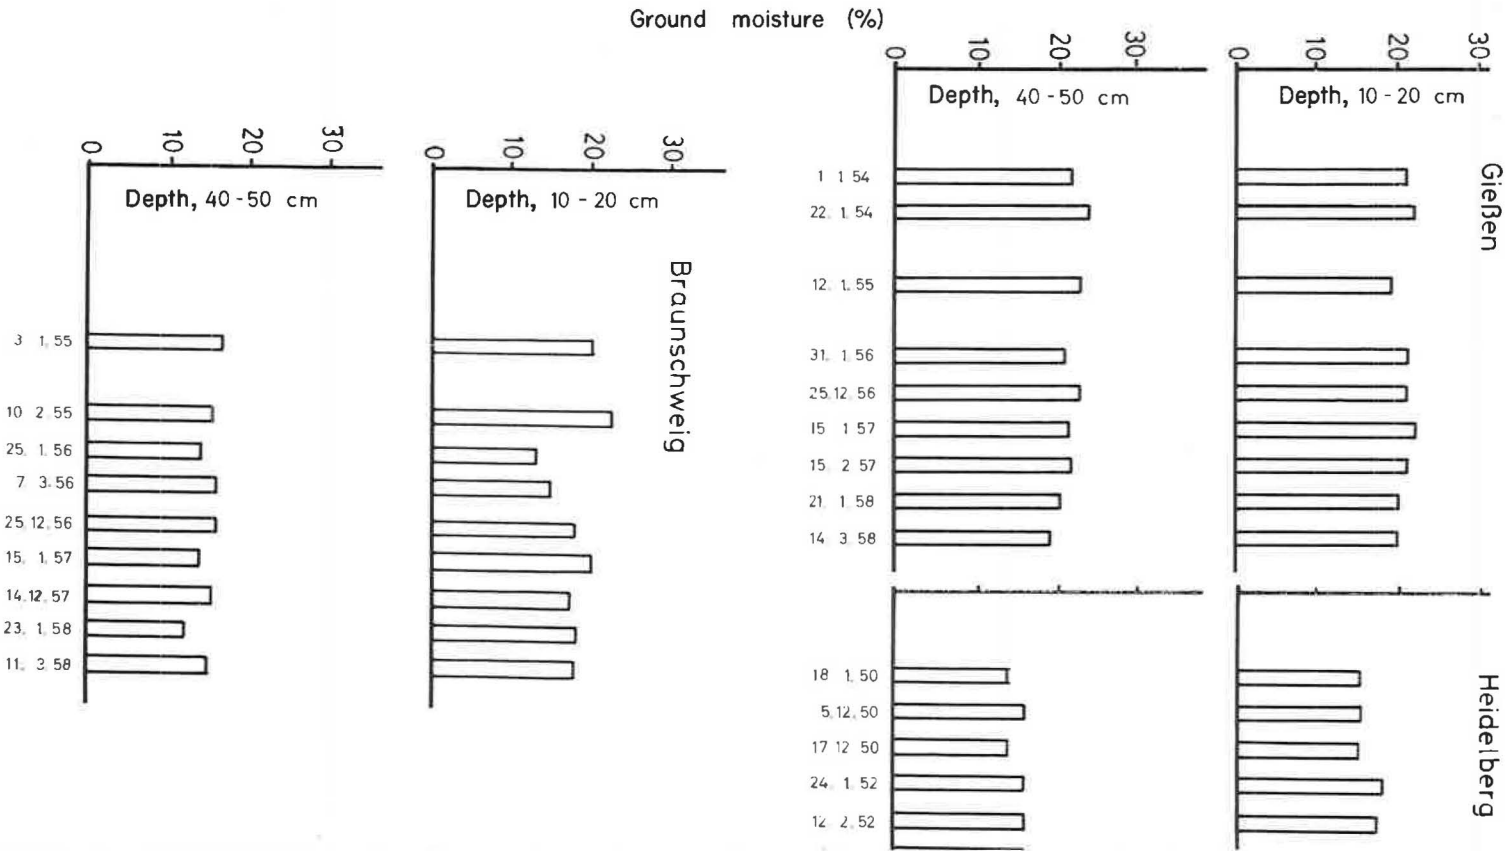 Ground moisture (%)
0 10 20 30
Depth, 40-50 cm
3 1,55
10 2,55
25, 1,56
7 3,56
25,12,56
15, 1,57
14,12,57
23, 1,58
11, 3,58
0 10 20 30
Depth, 10-20 cm
Braunschweig
0 10 20 30
Depth, 40-50 cm
1 1 54
22, 1,54
12, 1,55
31, 1,56
25,12,56
15 1 57
15, 2 57
21, 1,58
14 3,58
0 10 20 30
Depth, 10-20 cm
Gießen
18 1,50
5,12,50
17 12 50
24, 1,52
12 2,52
Heidelberg